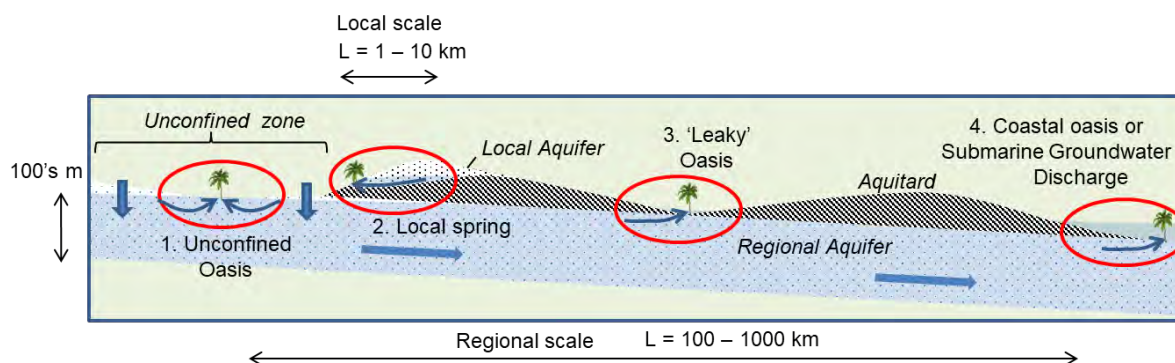 Local scale
L = 1 – 10 km
Unconfined zone
Local Aquifer
3. ‘Leaky’
Oasis
4. Coastal oasis or
Submarine Groundwater
Discharge
100’s m
Aquitard
1. Unconfined
Oasis
2. Local spring
Regional Aquifer
Regional scale L = 100 – 1000 km